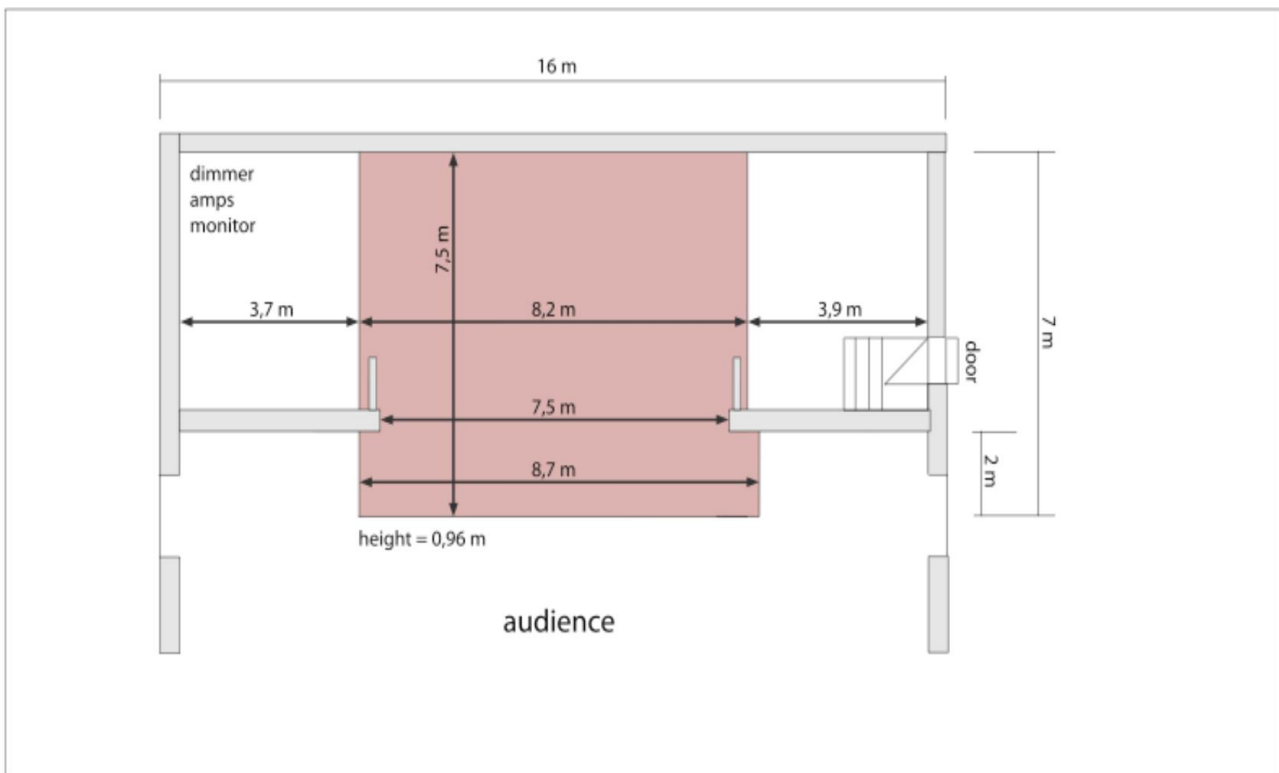 16 m
dimmer
amps
monitor
7,5 m
3,7 m
8,2 m
3,9 m
7 m
door
7,5 m
2 m
8,7 m
height = 0,96 m
audience